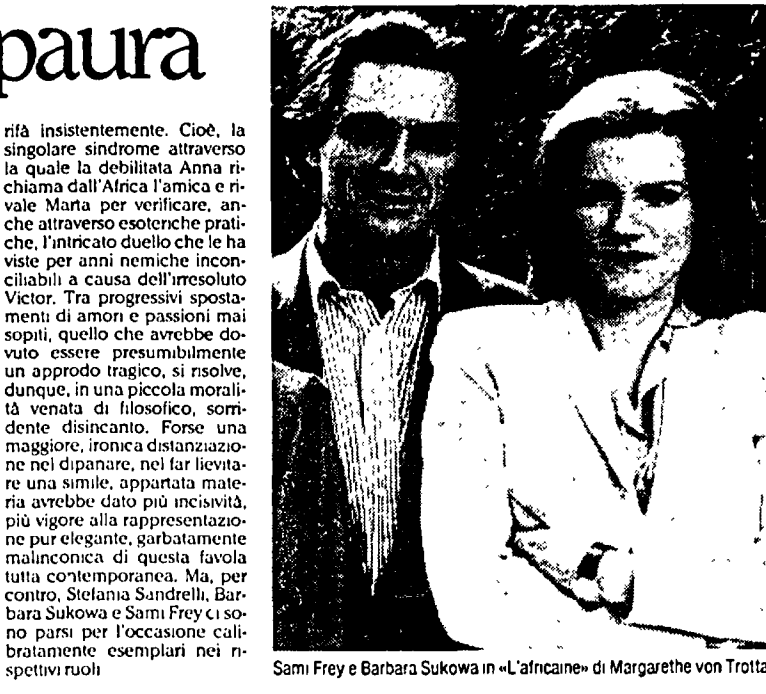 paura
rifà insistentemente. Cioè, la
singolare sindrome attraverso
la quale la debilitata Anna ri-
chiama dall'Africa l'amica e ri-
vale Marta per verificare, an-
che attraverso esoteriche prati-
che, l'intricato duello che le ha
viste per anni nemiche incon-
ciliabili a causa dell'irresoluto
Victor. Tra progressivi sposta-
menti di amori e passioni mai
sopiti, quello che avrebbe do-
vuto essere presumibilmente
un approdo tragico, si risolve,
dunque, in una piccola morali-
tà venata di filosofico, sorri-
dente disincanto. Forse una
maggiore, ironica distanziazio-
ne nel dipanare, nel far lievita-
re una simile, appartata mate-
ria avrebbe dato più incisività,
più vigore alla rappresentazio-
ne pur elegante, garbatamente
malinconica di questa favola
tutta contemporanea. Ma, per
contro, Stefania Sandrelli, Bar-
bara Sukowa e Sami Frey ci so-
no parsi per l'occasione cali-
bratamente esemplari nei ri-
spettivi ruoli
Sami Frey e Barbara Sukowa in «L'africaine» di Margarethe von Trotta